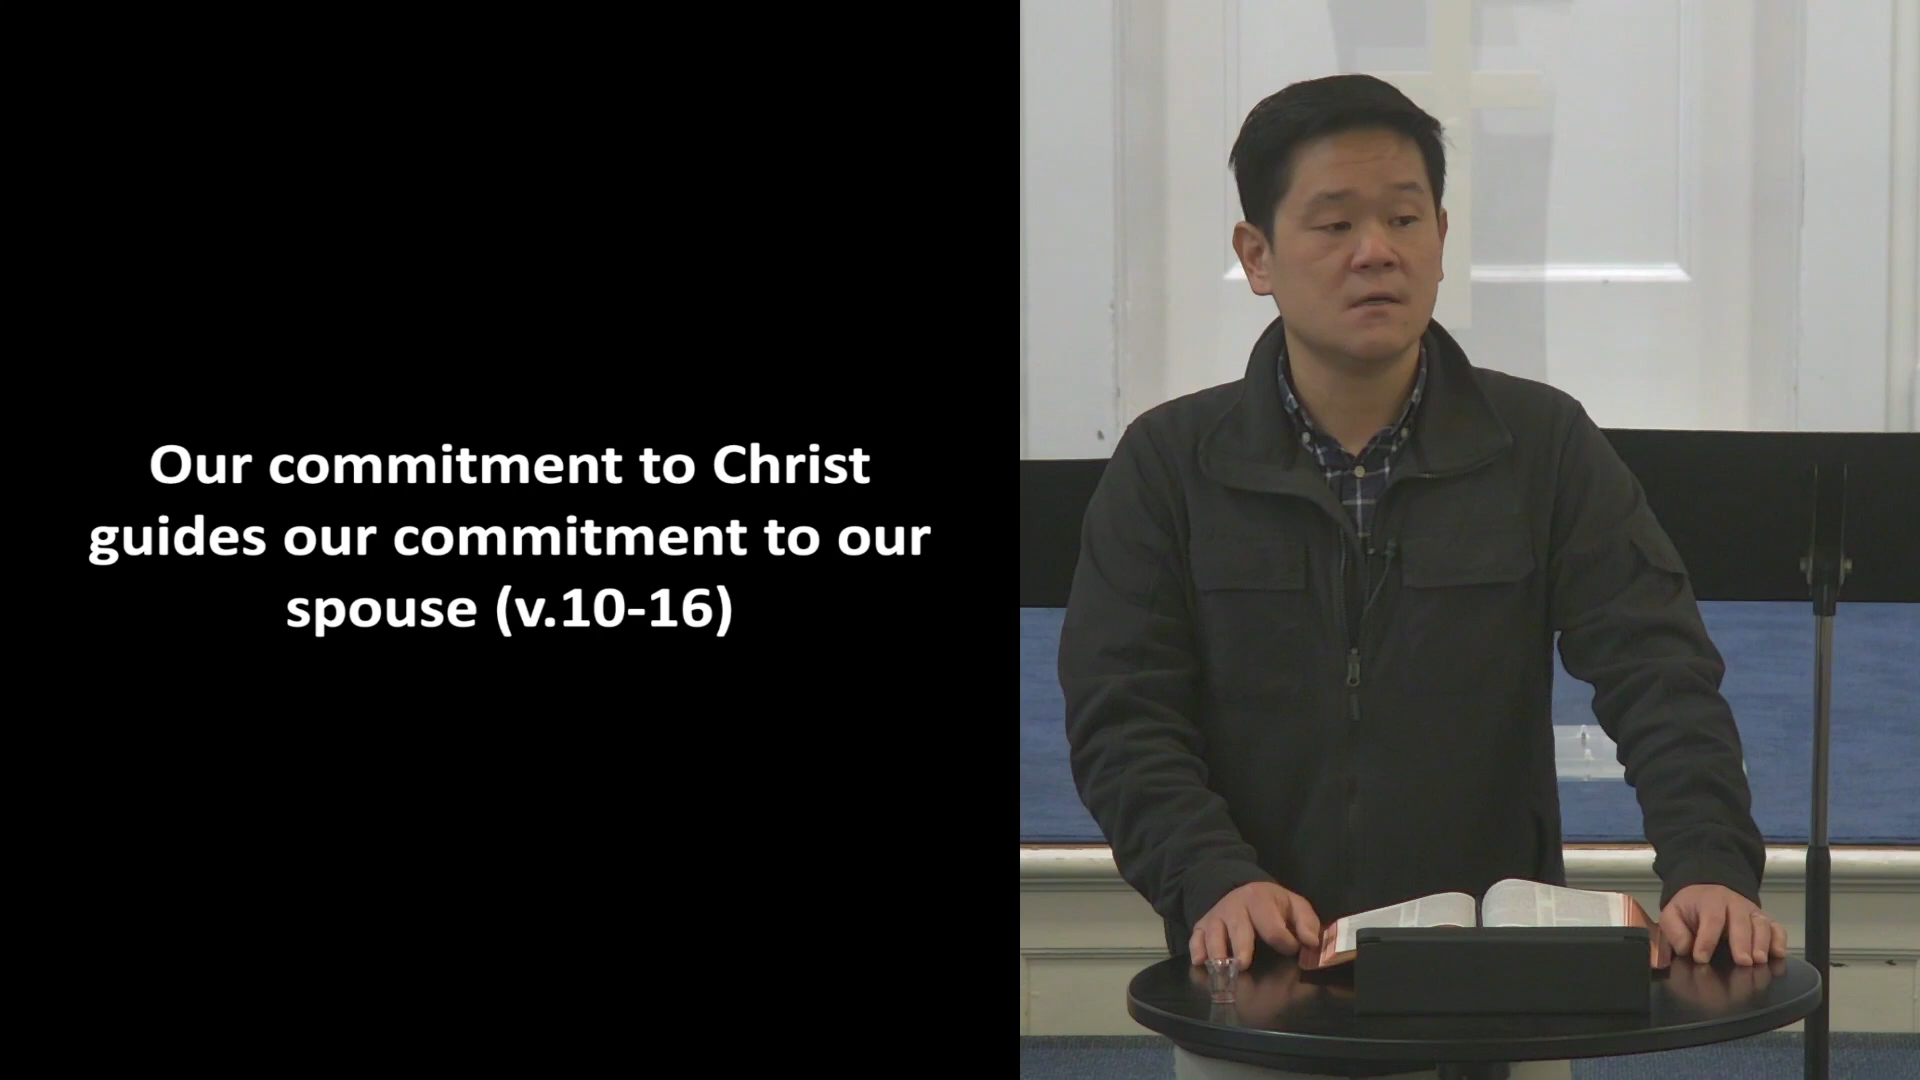 Our commitment to Christ
guides our commitment to our
spouse (v.10-16)